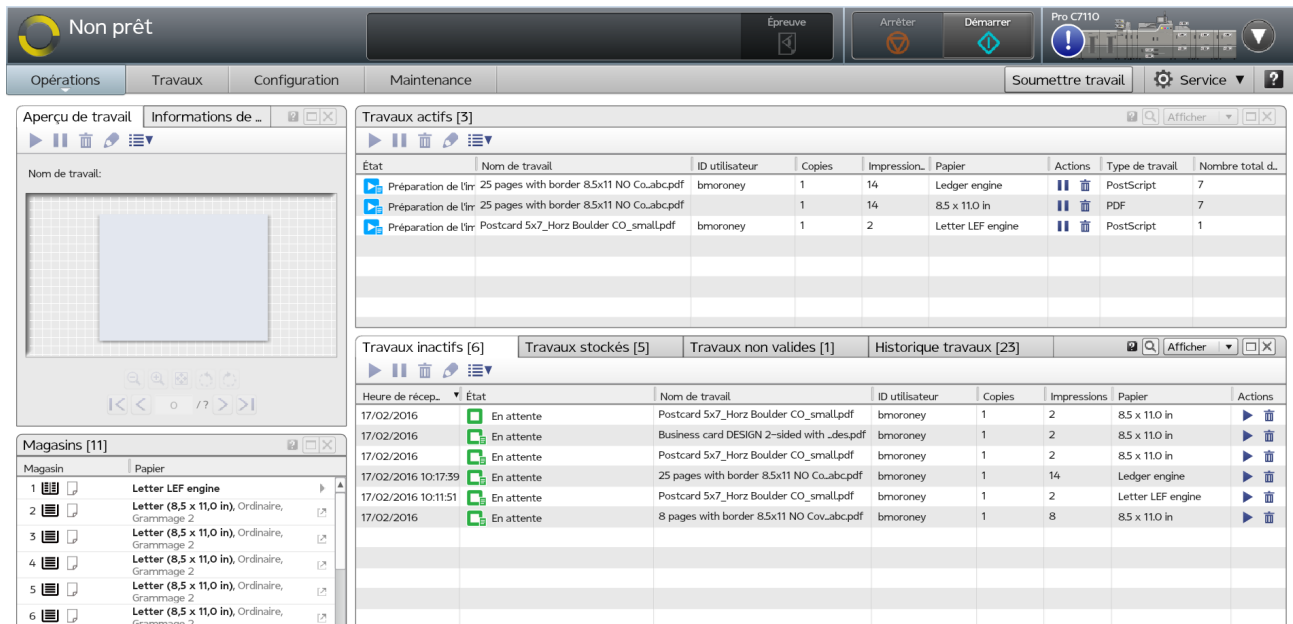 Non prêt
Épreuve
Arrêter
Démarrer
Pro C7110
Opérations Travaux Configuration Maintenance Soumettre travail Service ▼ ?
Aperçu de travail Informations de ...
Nom de travail:
0 /?
Magasins [11]
Magasin Papier
1 Letter LEF engine
2 Letter (8,5 x 11,0 in), Ordinaire,
Grammage 2
3 Letter (8,5 x 11,0 in), Ordinaire,
Grammage 2
4 Letter (8,5 x 11,0 in), Ordinaire,
Grammage 2
5 Letter (8,5 x 11,0 in), Ordinaire,
Grammage 2
6 Letter (8,5 x 11,0 in), Ordinaire,
Grammage 2
Travaux actifs [3] Afficher
État Nom de travail ID utilisateur Copies Impression... Papier Actions Type de travail Nombre total d...
Préparation de l'im 25 pages with border 8.5x11 NO Co...abc.pdf bmoroney 1 14 Ledger engine PostScript 7
Préparation de l'im 25 pages with border 8.5x11 NO Co...abc.pdf 1 14 8.5 x 11.0 in PDF 7
Préparation de l'im Postcard 5x7_Horz Boulder CO_small.pdf bmoroney 1 2 Letter LEF engine PostScript 1
Travaux inactifs [6] Travaux stockés [5] Travaux non valides [1] Historique travaux [23] Afficher
Heure de récep... ▼ État Nom de travail ID utilisateur Copies Impressions Papier Actions
17/02/2016 En attente Postcard 5x7_Horz Boulder CO_small.pdf bmoroney 1 2 8.5 x 11.0 in
17/02/2016 En attente Business card DESIGN 2-sided with ...des.pdf bmoroney 1 2 8.5 x 11.0 in
17/02/2016 En attente Postcard 5x7_Horz Boulder CO_small.pdf bmoroney 1 2 8.5 x 11.0 in
17/02/2016 10:17:39 En attente 25 pages with border 8.5x11 NO Co...abc.pdf bmoroney 1 14 Ledger engine
17/02/2016 10:11:51 En attente Postcard 5x7_Horz Boulder CO_small.pdf bmoroney 1 2 Letter LEF engine
17/02/2016 En attente 8 pages with border 8.5x11 NO Cov...abc.pdf bmoroney 1 8 8.5 x 11.0 in